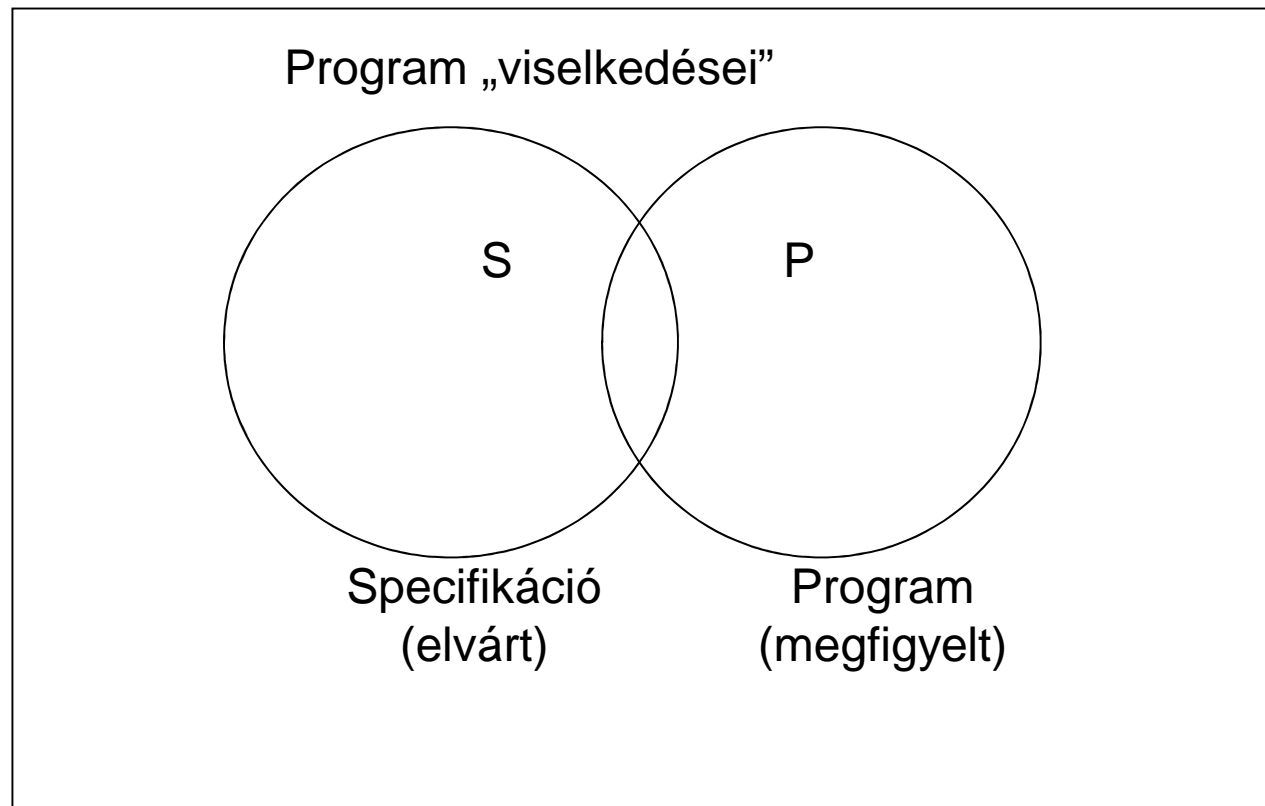 Program „viselkedései”
S
P
Specifikáció
(elvárt)
Program
(megfigyelt)